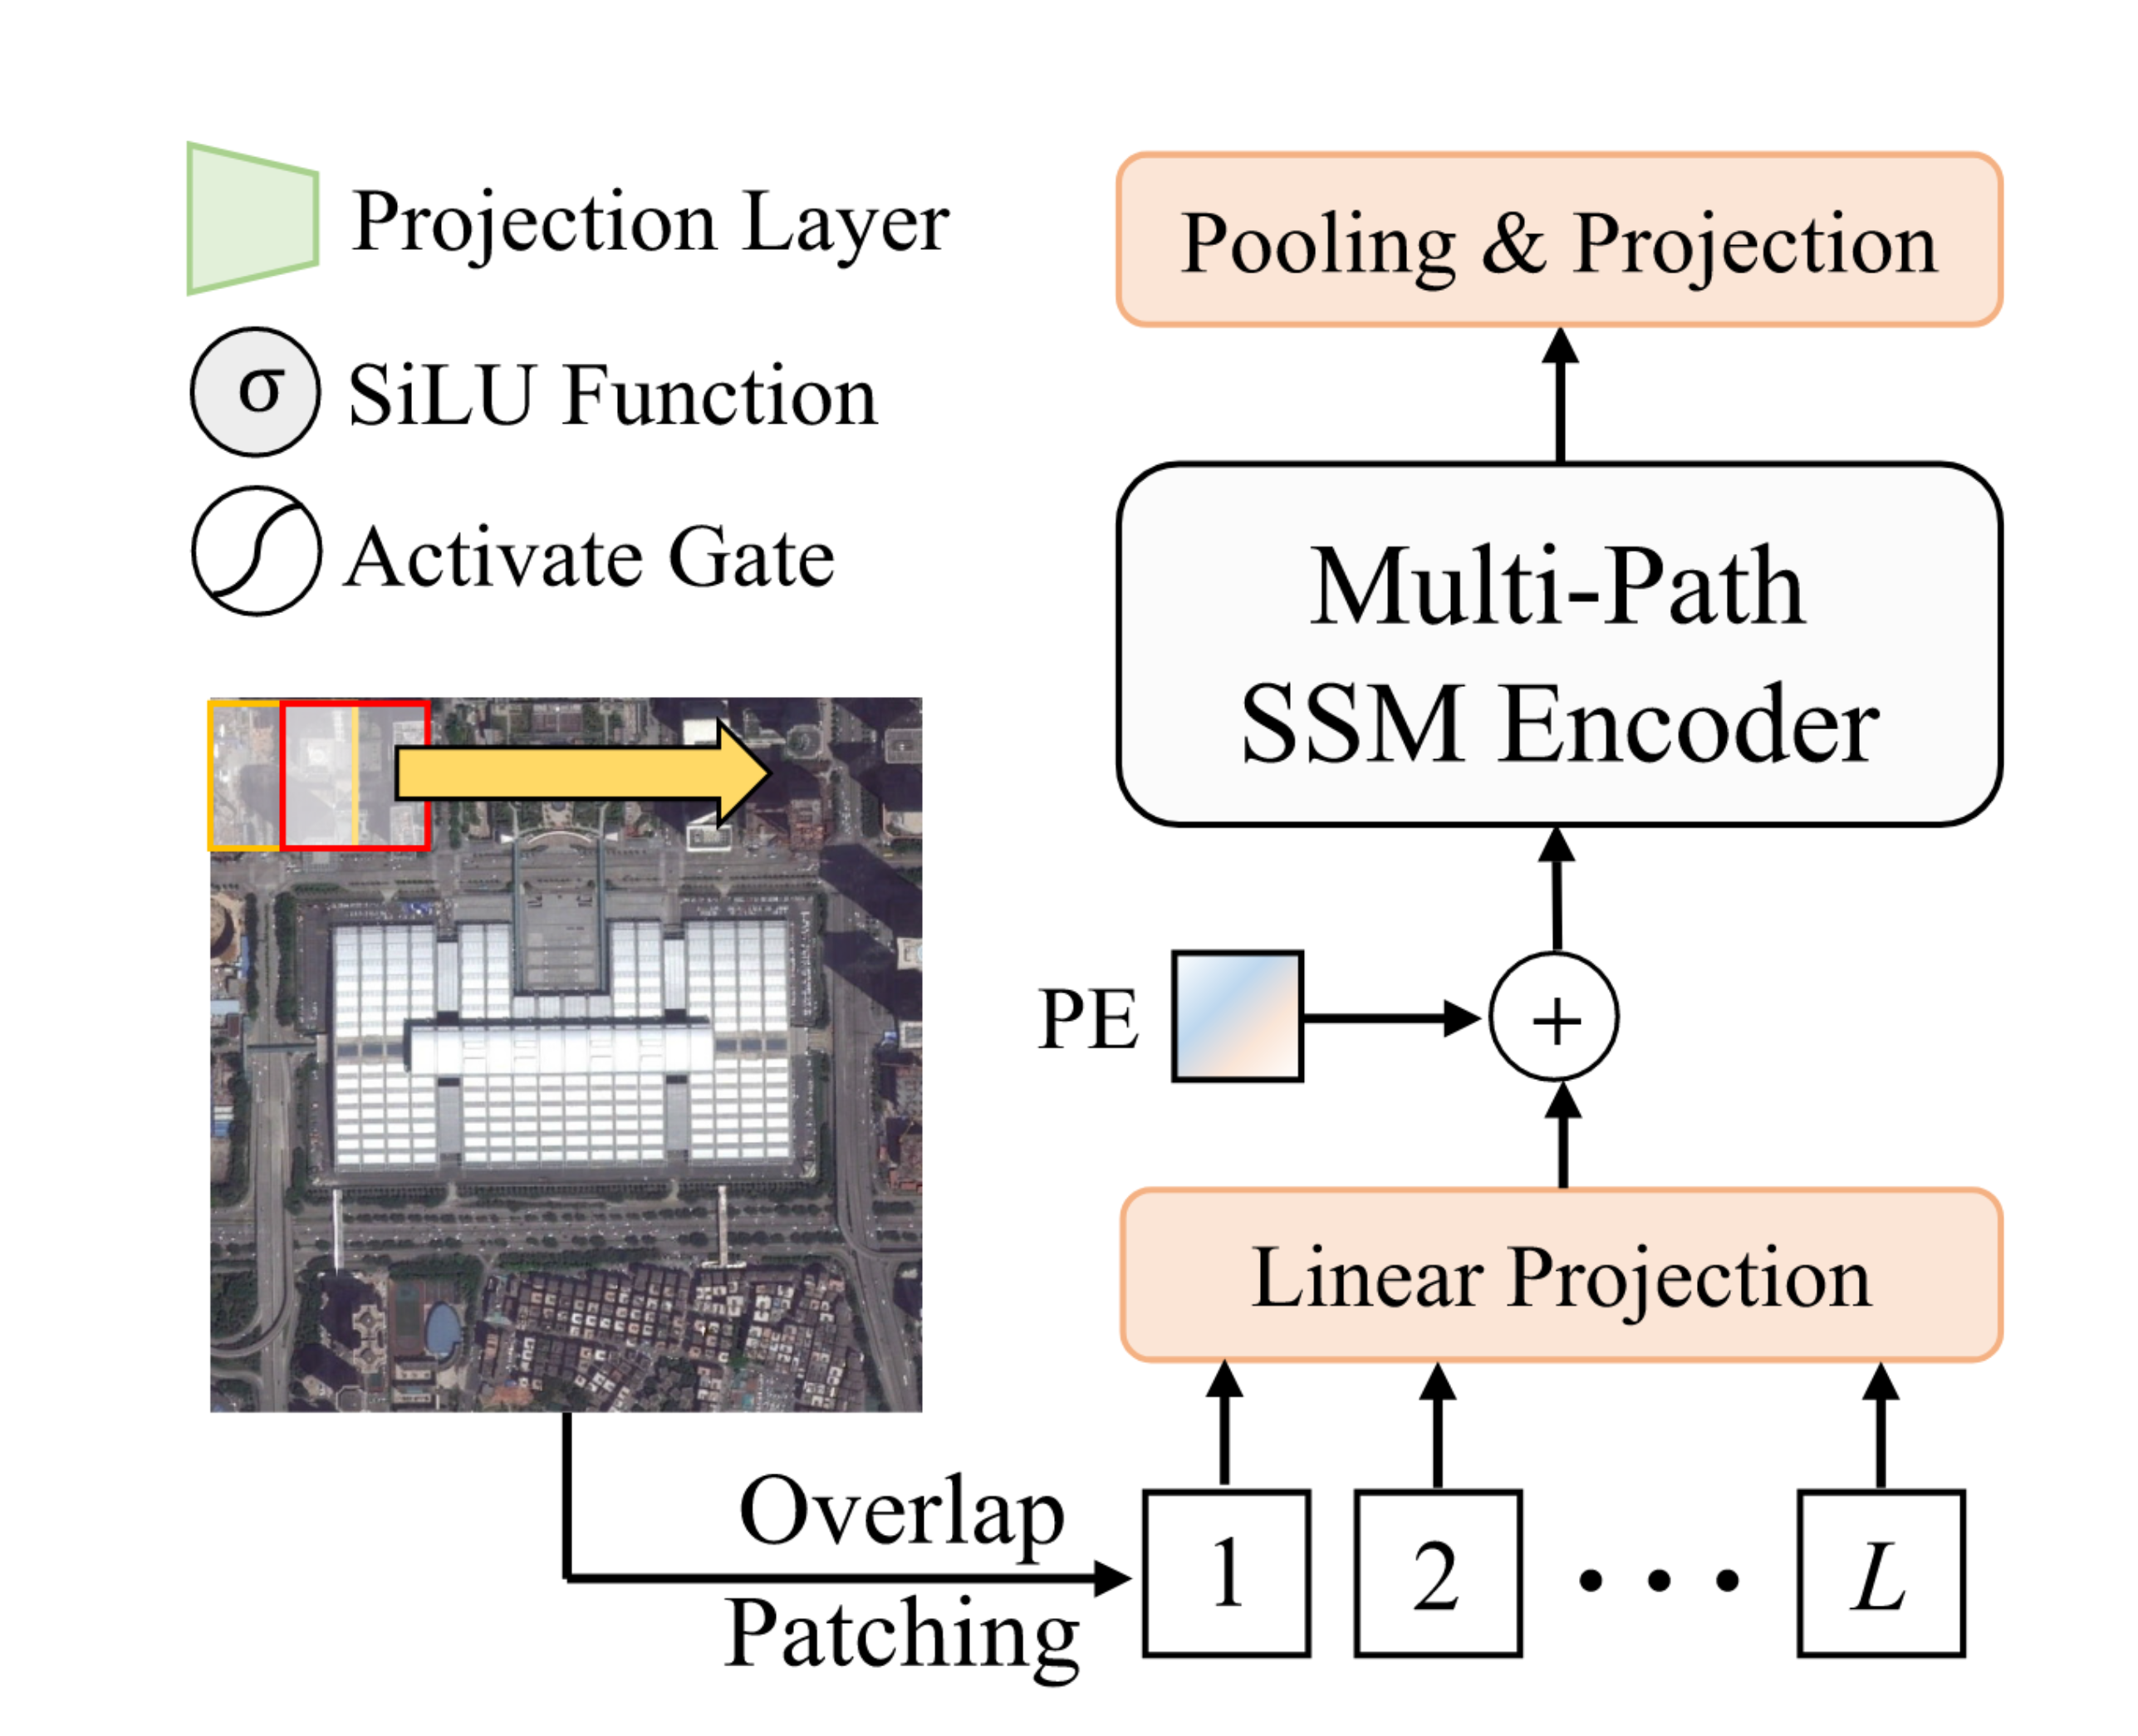 Projection Layer
σ SiLU Function
Activate Gate
Pooling & Projection
Multi-Path
SSM Encoder
PE
+
Linear Projection
Overlap
Patching
1 2 • • • L